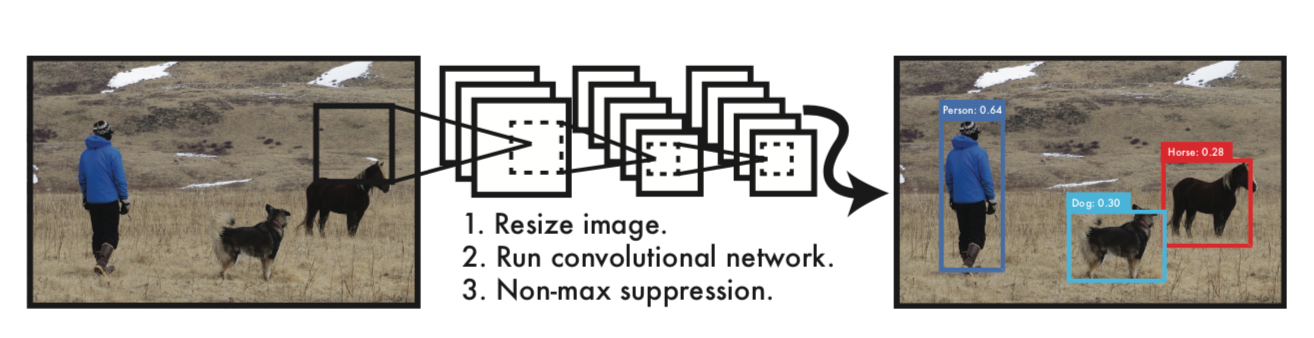 1. Resize image.
2. Run convolutional network.
3. Non-max suppression.
Person: 0.64
Horse: 0.28
Dog: 0.30